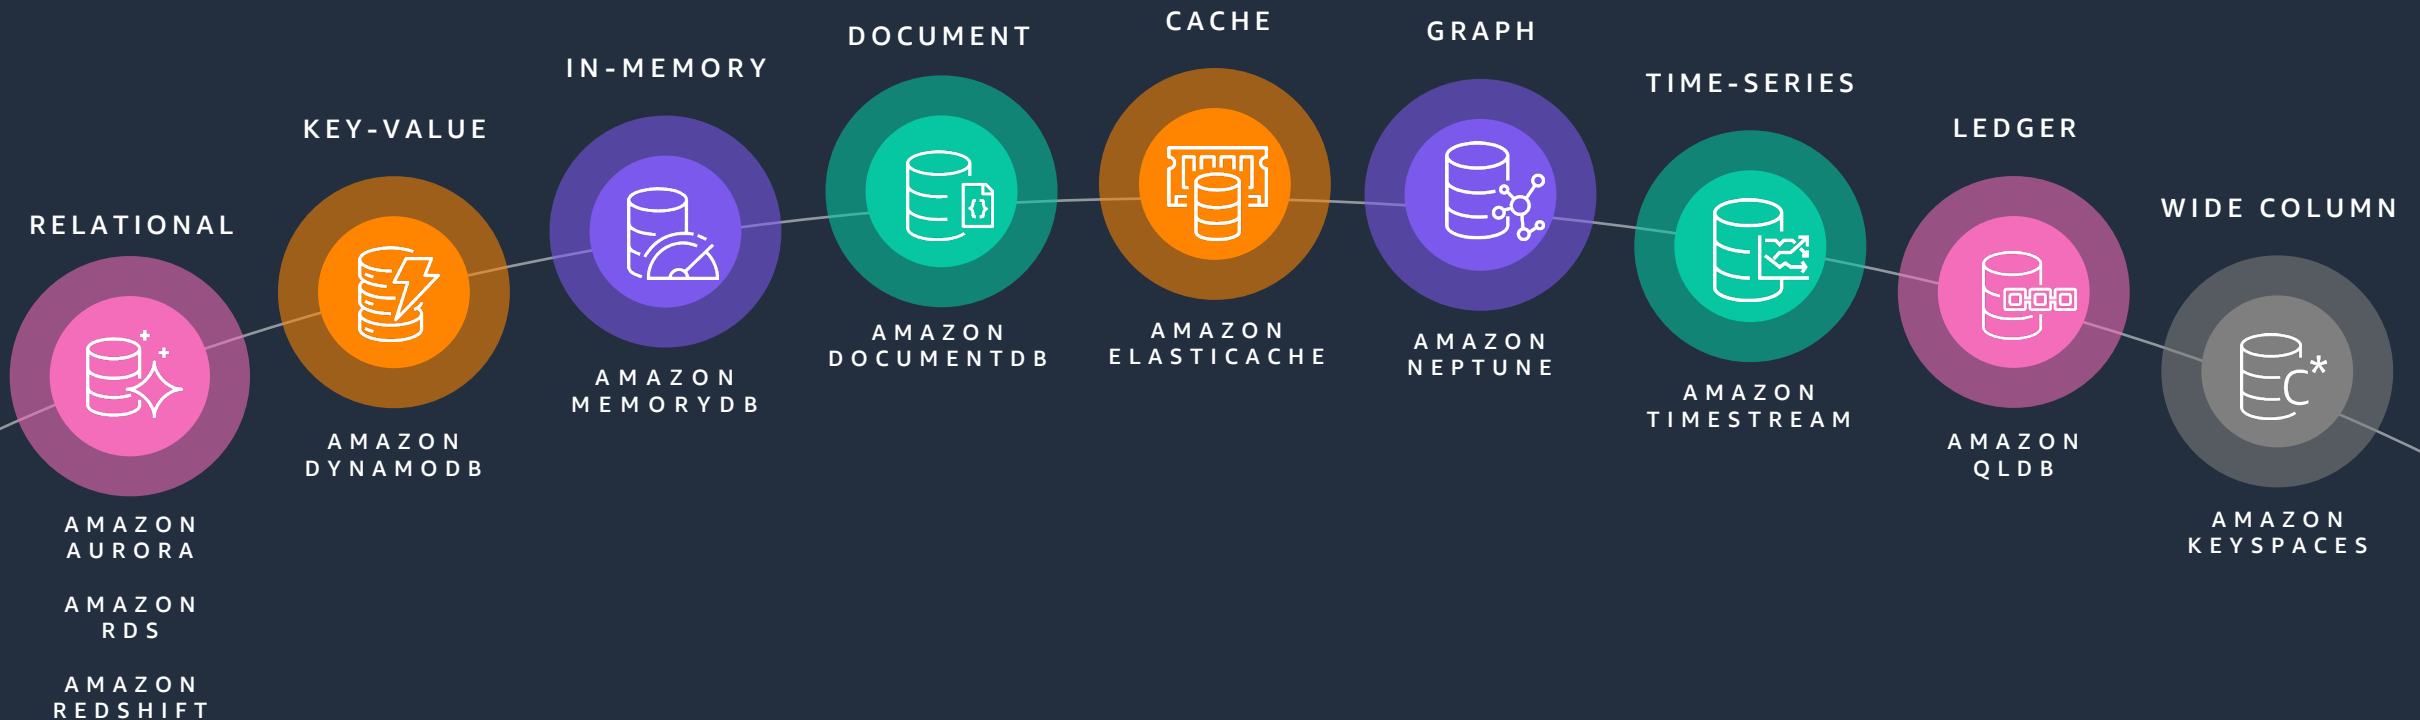 RELATIONAL
AMAZON
AURORA
AMAZON
RDS
AMAZON
REDSHIFT
KEY-VALUE
AMAZON
DYNAMODB
IN-MEMORY
AMAZON
MEMORYDB
DOCUMENT
{}
AMAZON
DOCUMENTDB
CACHE
AMAZON
ELASTICACHE
GRAPH
AMAZON
NEPTUNE
TIME-SERIES
AMAZON
TIMESTREAM
LEDGER
AMAZON
QLDB
WIDE COLUMN
C*
AMAZON
KEYSPACES